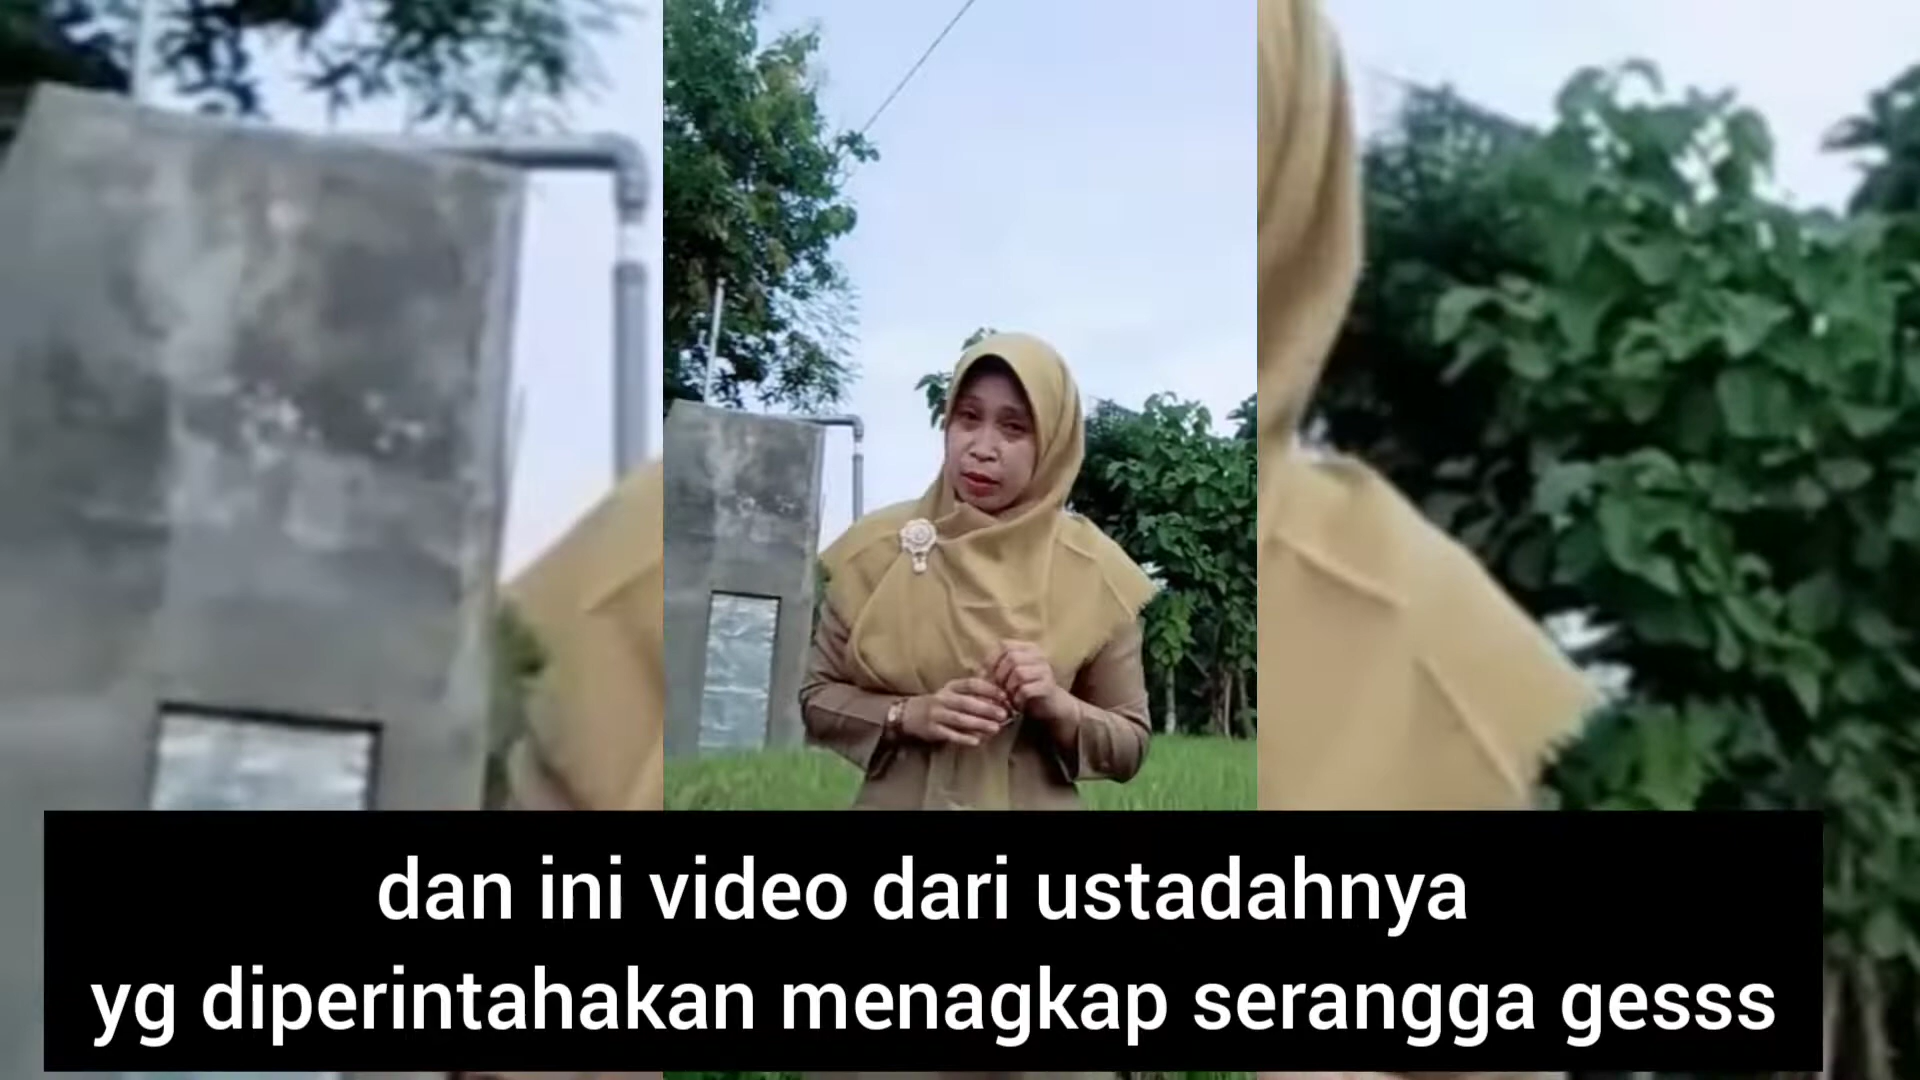 dan ini video dari ustadahnya
yg diperintahakan menagkap serangga gesss